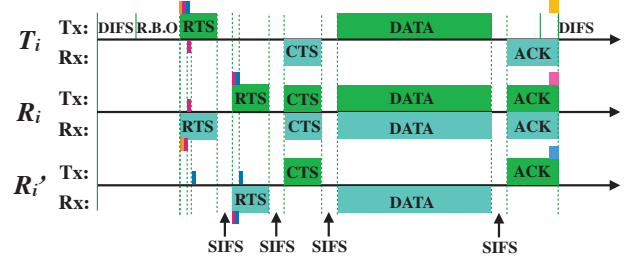 Tx: DIFS R.B.O RTS DATA DIFS
Ti
Rx: CTS ACK
Tx: RTS CTS DATA ACK
Ri
Rx: RTS CTS DATA ACK
Tx: CTS ACK
Ri'
Rx: RTS DATA
SIFS SIFS SIFS SIFS